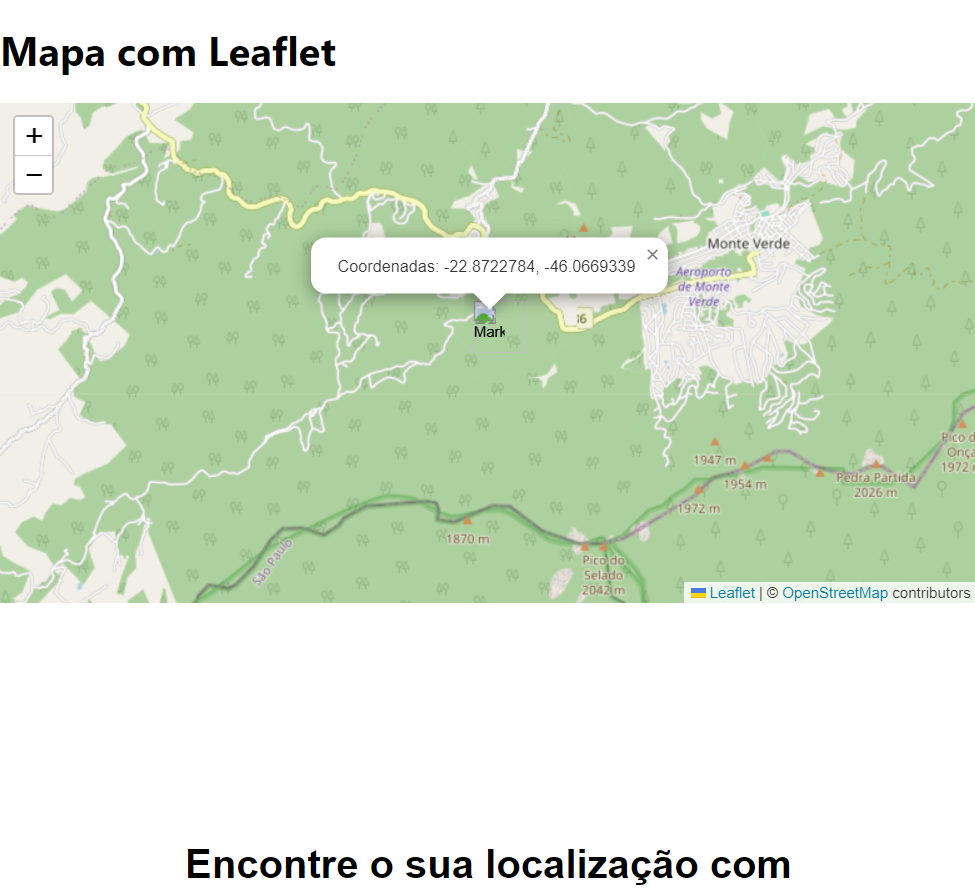 Mapa com Leaflet
+
−
Monte Verde
Coordenadas: -22.8722784, -46.0669339
×
Aeroporto
de Monte
Verde
Mark
1947 m
1954 m
1972 m
Pedra Partida
2026 m
Pico d
Onça
1972
1870 m
São Paulo
Pico do
Selado
2042 m
Leaflet | © OpenStreetMap contributors
Encontre o sua localização com